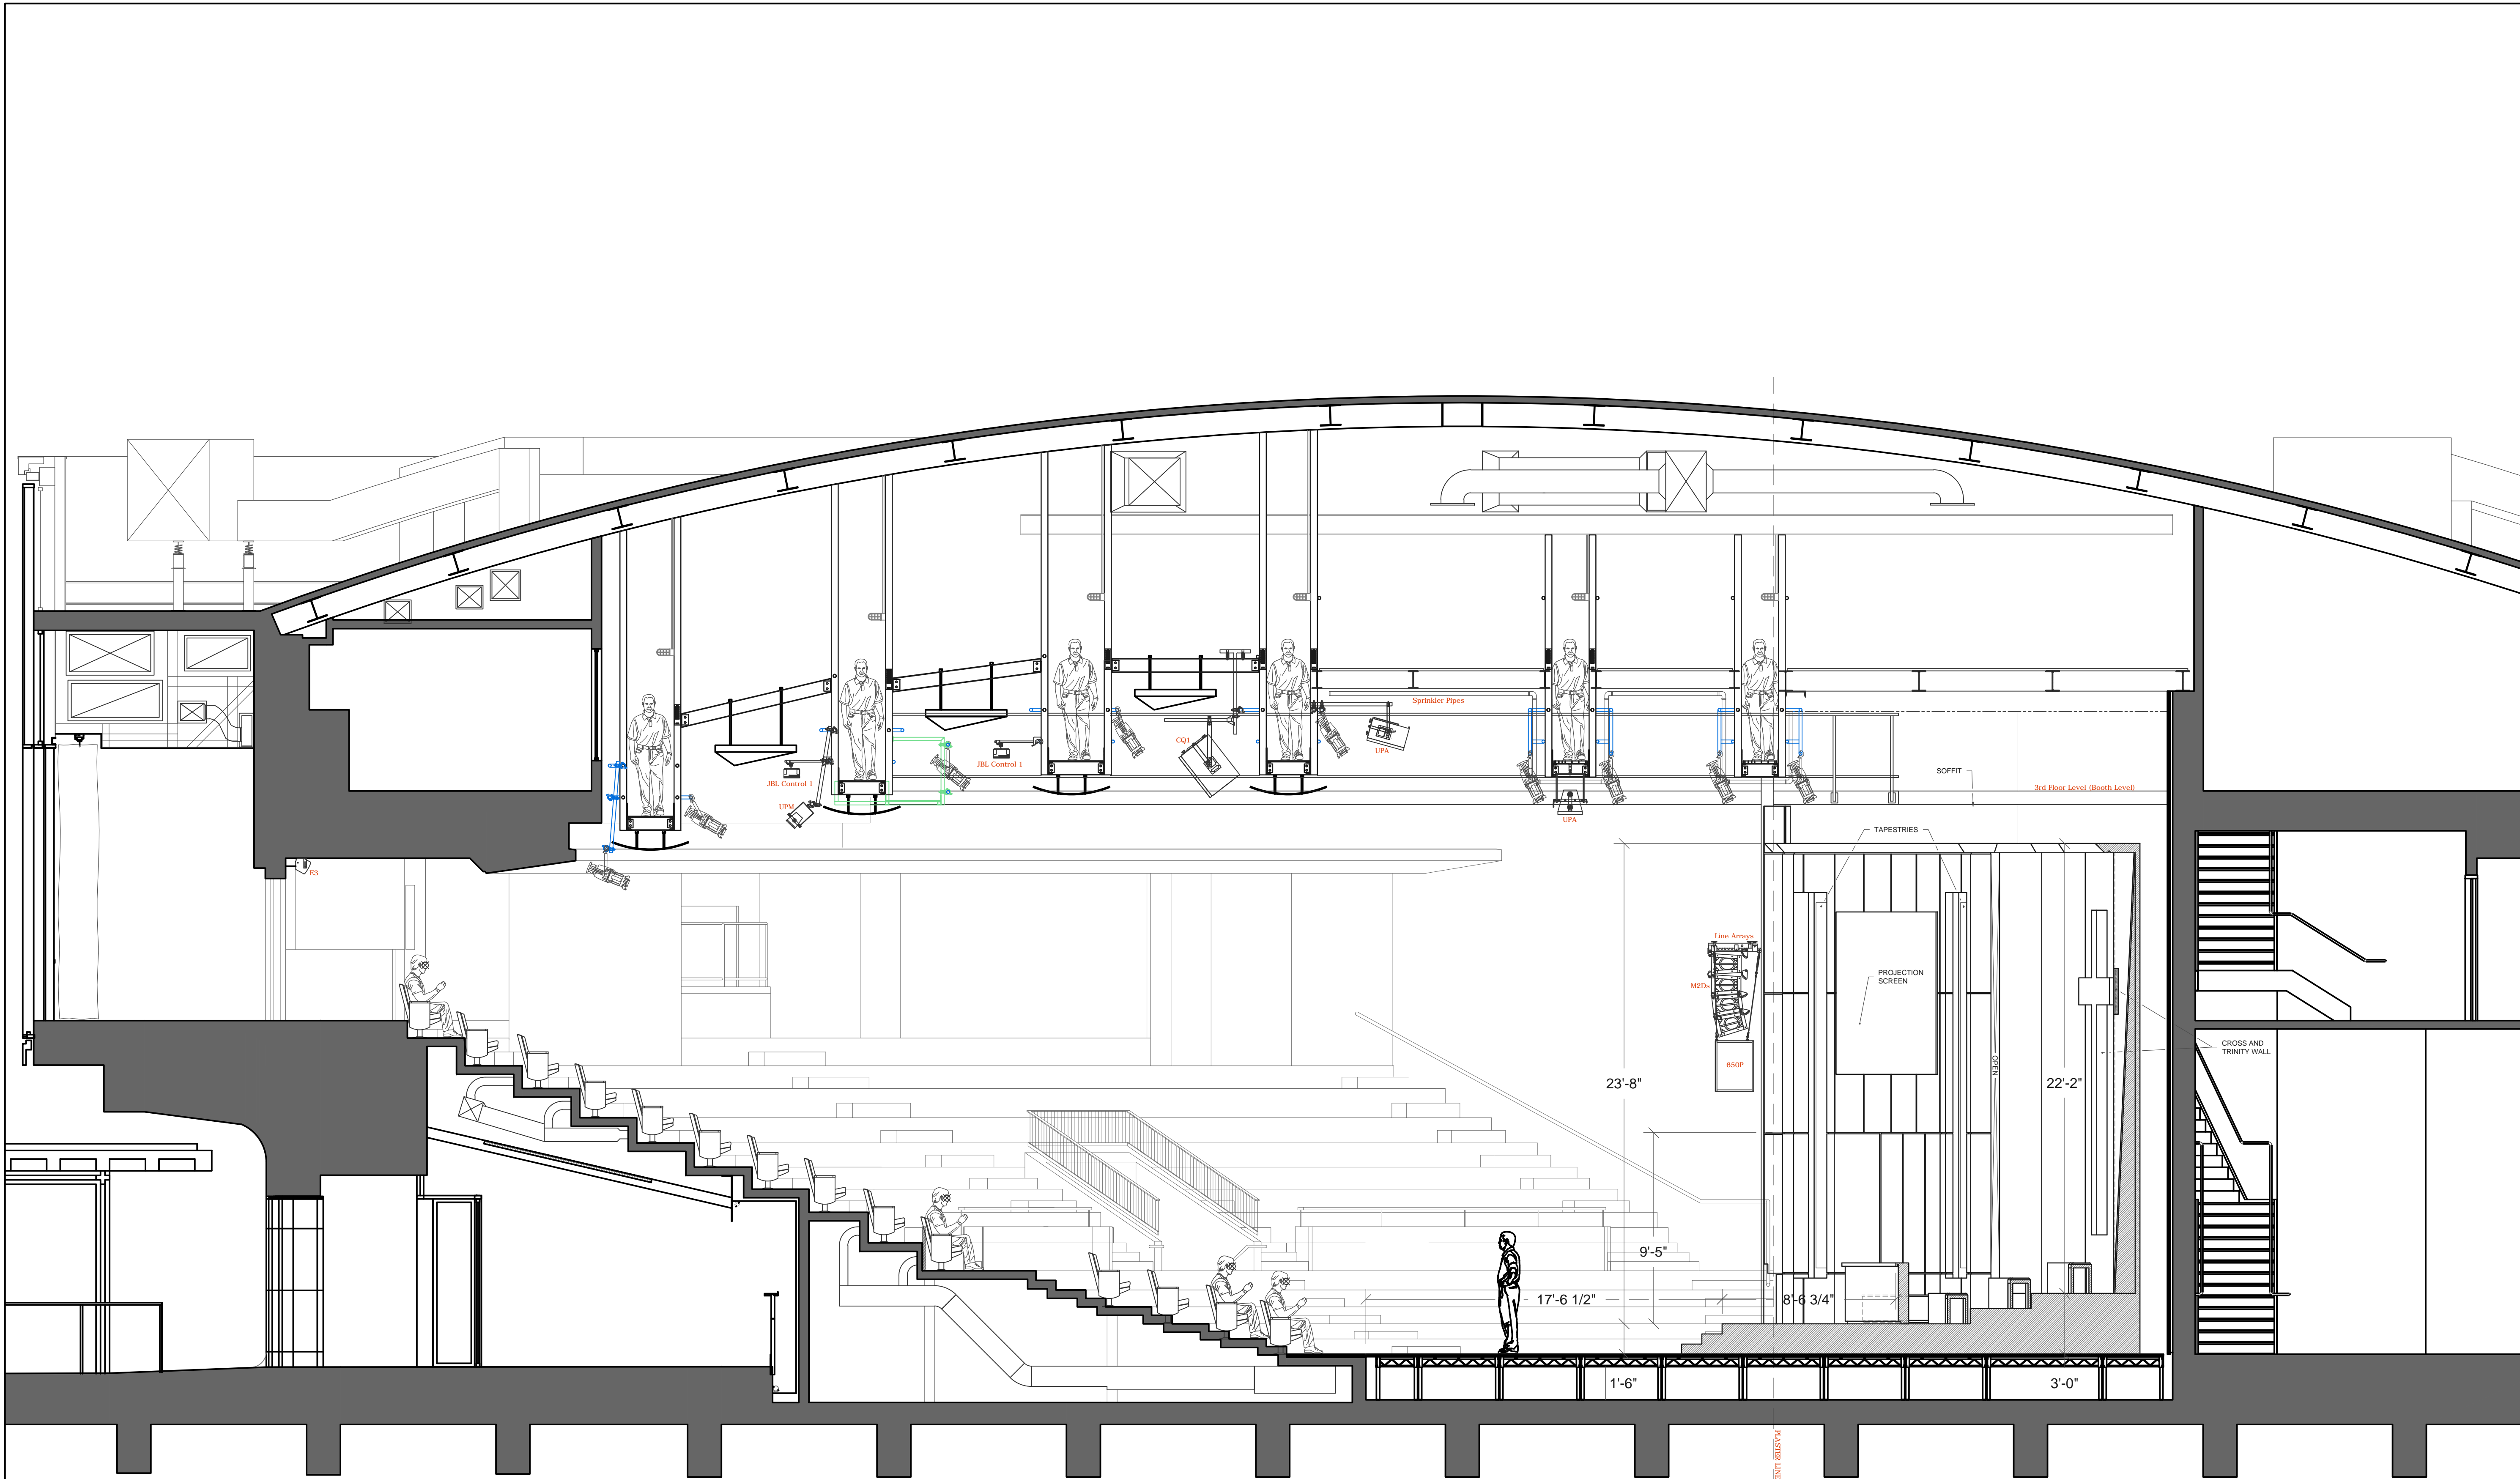 Sprinkler Pipes
CQ1
UPA
JBL Control 1
SOFFIT
JBL Control 1
3rd Floor Level (Booth Level)
UPM
UPA
TAPESTRIES
E3
Line Arrays
PROJECTION
SCREEN
M2Ds
CROSS AND
TRINITY WALL
650P
OPEN
23'-8"
22'-2"
9'-5"
17'-6 1/2"
8'-6 3/4"
1'-6"
3'-0"
PLASTER LINE